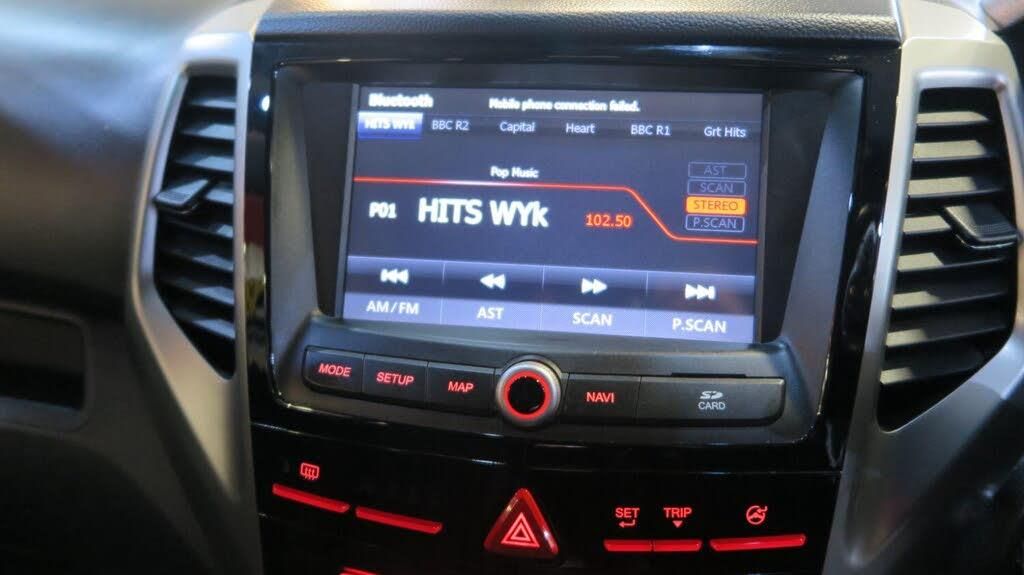 Bluetooth Mobile phone connection failed.
HITS WYk BBC R2 Capital Heart BBC R1 Grt Hits
Pop Music
AST
SCAN
STEREO
P.SCAN
P01 HITS WYk 102.50
AM/FM AST SCAN P.SCAN
MODE SETUP MAP NAVI SD CARD
SET TRIP